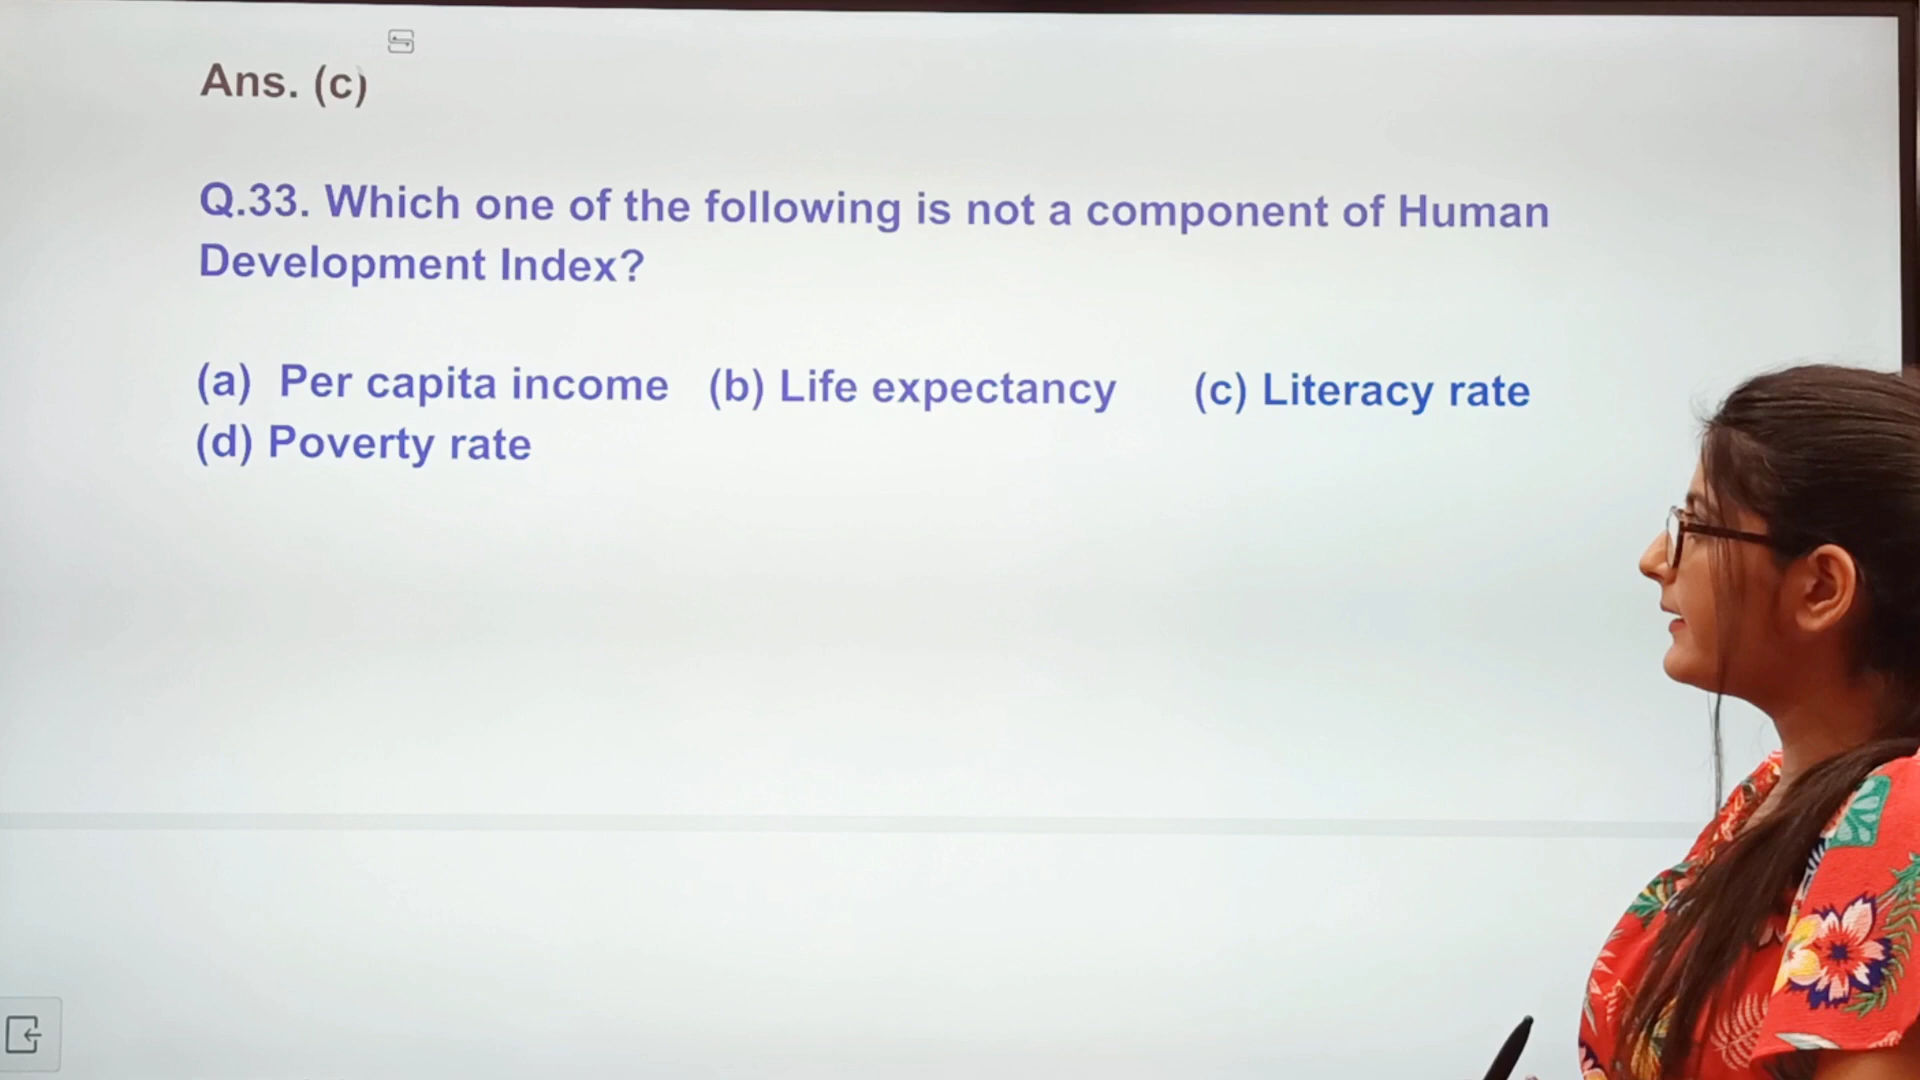 Ans. (c)
Q.33. Which one of the following is not a component of Human
Development Index?
(a) Per capita income (b) Life expectancy (c) Literacy rate
(d) Poverty rate